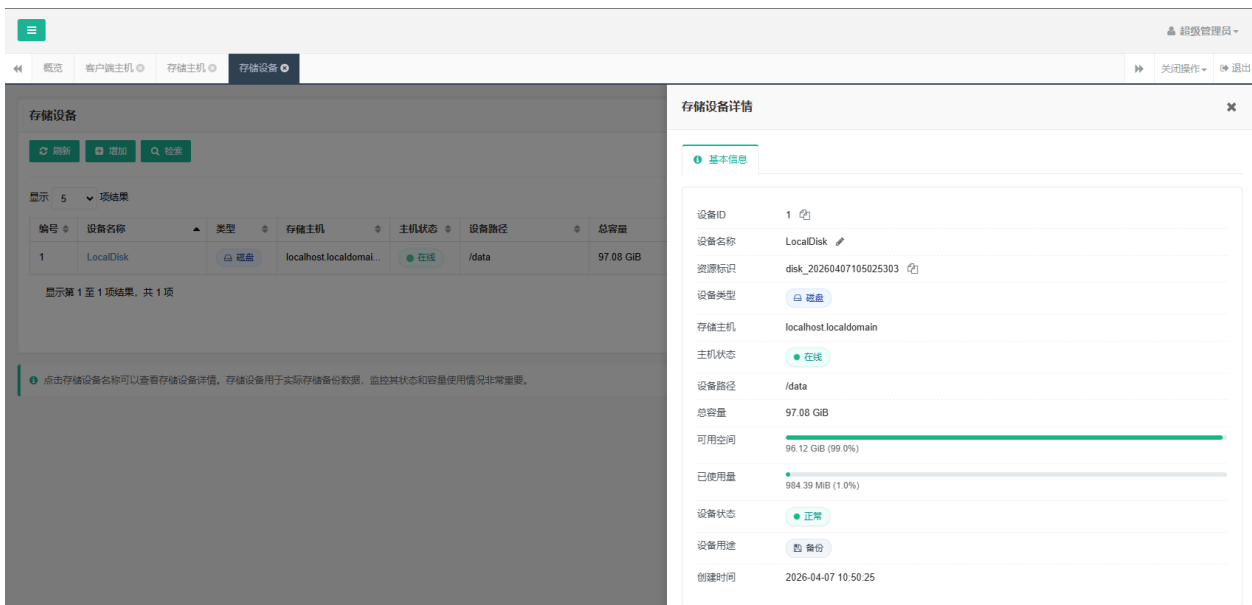 超级管理员
概览 客户端主机 存储主机 存储设备 关闭操作 退出
存储设备
刷新 增加 检索
显示 5 项结果
编号 设备名称 类型 存储主机 主机状态 设备路径 总容量
1 LocalDisk 磁盘 localhost.localdomai... 在线 /data 97.08 GiB
显示第 1 至 1 项结果，共 1 项
点击存储设备名称可以查看存储设备详情。存储设备用于实际存储备份数据，监控其状态和容量使用情况非常重要。
存储设备详情
基本信息
设备ID 1
设备名称 LocalDisk
资源标识 disk_20260407105025303
设备类型 磁盘
存储主机 localhost.localdomain
主机状态 在线
设备路径 /data
总容量 97.08 GiB
可用空间
96.12 GiB (99.0%)
已使用量
984.39 MiB (1.0%)
设备状态 正常
设备用途 备份
创建时间 2026-04-07 10:50:25